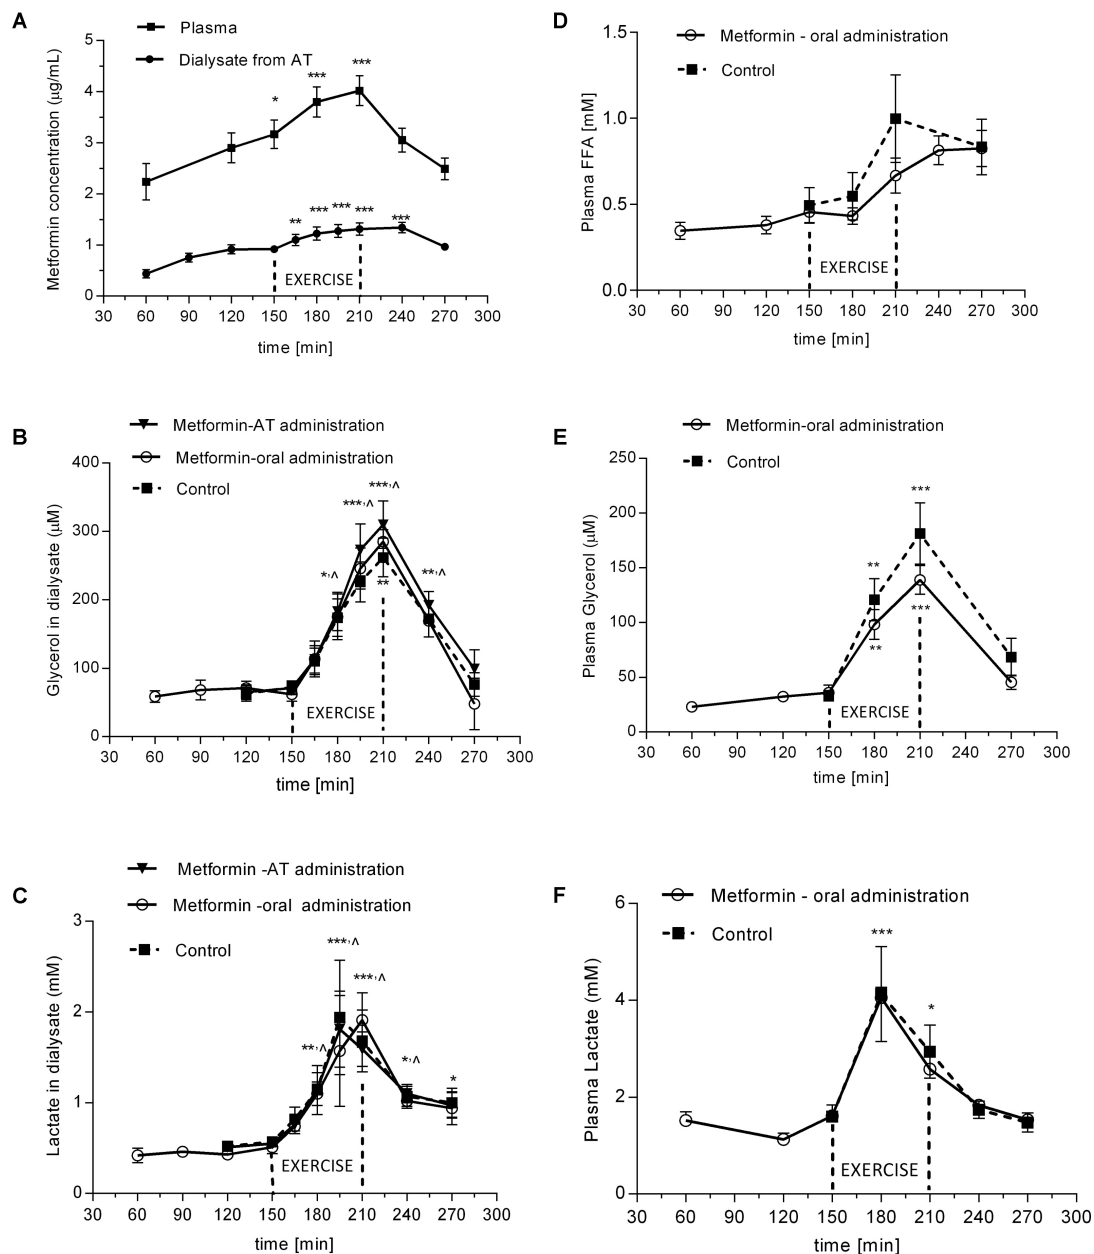 A
Plasma
Dialysate from AT
Metformin concentration (µg/mL)
5
4
3
2
1
0
*
***
***
**
***
***
***
***
EXERCISE
30 60 90 120 150 180 210 240 270 300
time [min]
D
Metformin - oral administration
Control
Plasma FFA [mM]
1.5
1.0
0.5
0.0
EXERCISE
30 60 90 120 150 180 210 240 270 300
time [min]
B
Metformin-AT administration
Metformin-oral administration
Control
Glycerol in dialysate (µM)
400
300
200
100
0
***,^
***,^
*,^
**,^
**
EXERCISE
30 60 90 120 150 180 210 240 270 300
time [min]
E
Metformin-oral administration
Control
Plasma Glycerol (µM)
250
200
150
100
50
0
***
**
***
**
EXERCISE
30 60 90 120 150 180 210 240 270 300
time [min]
C
Metformin -AT administration
Metformin -oral administration
Control
Lactate in dialysate (mM)
3
2
1
0
***,^
***,^
**,^
*,^
*
EXERCISE
30 60 90 120 150 180 210 240 270 300
time [min]
F
Metformin - oral administration
Control
Plasma Lactate (mM)
6
4
2
0
***
*
EXERCISE
30 60 90 120 150 180 210 240 270 300
time [min]